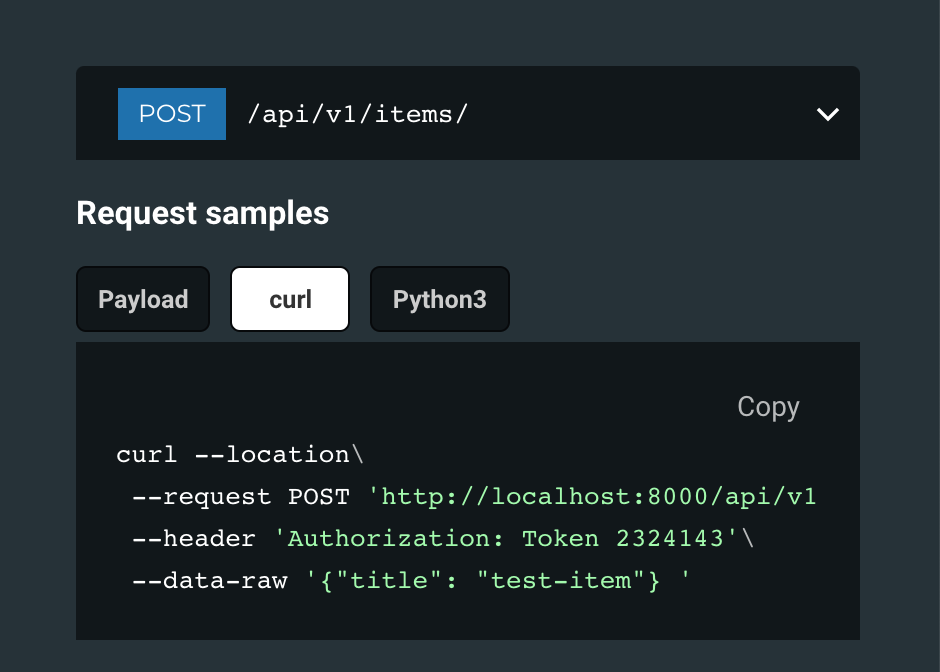 POST /api/v1/items/
Request samples
Payload curl Python3
Copy
curl --location\
--request POST 'http://localhost:8000/api/v1
--header 'Authorization: Token 2324143'\
--data-raw '{"title": "test-item"} '